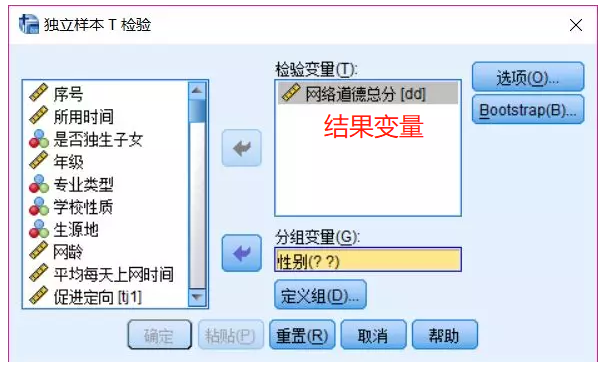 独立样本 T 检验
序号
所用时间
是否独生子女
年级
专业类型
学校性质
生源地
网龄
平均每天上网时间
促进定向 [tj1]
检验变量(T):
网络道德总分 [dd]
结果变量
分组变量(G):
性别(? ?)
定义组(D)...
选项(O)...
Bootstrap(B)...
确定 粘贴(P) 重置(R) 取消 帮助